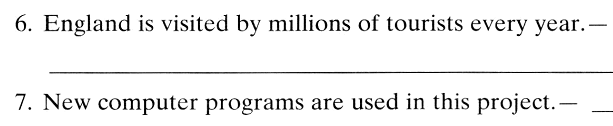 6. England is visited by millions of tourists every year.—
7. New computer programs are used in this project.— __